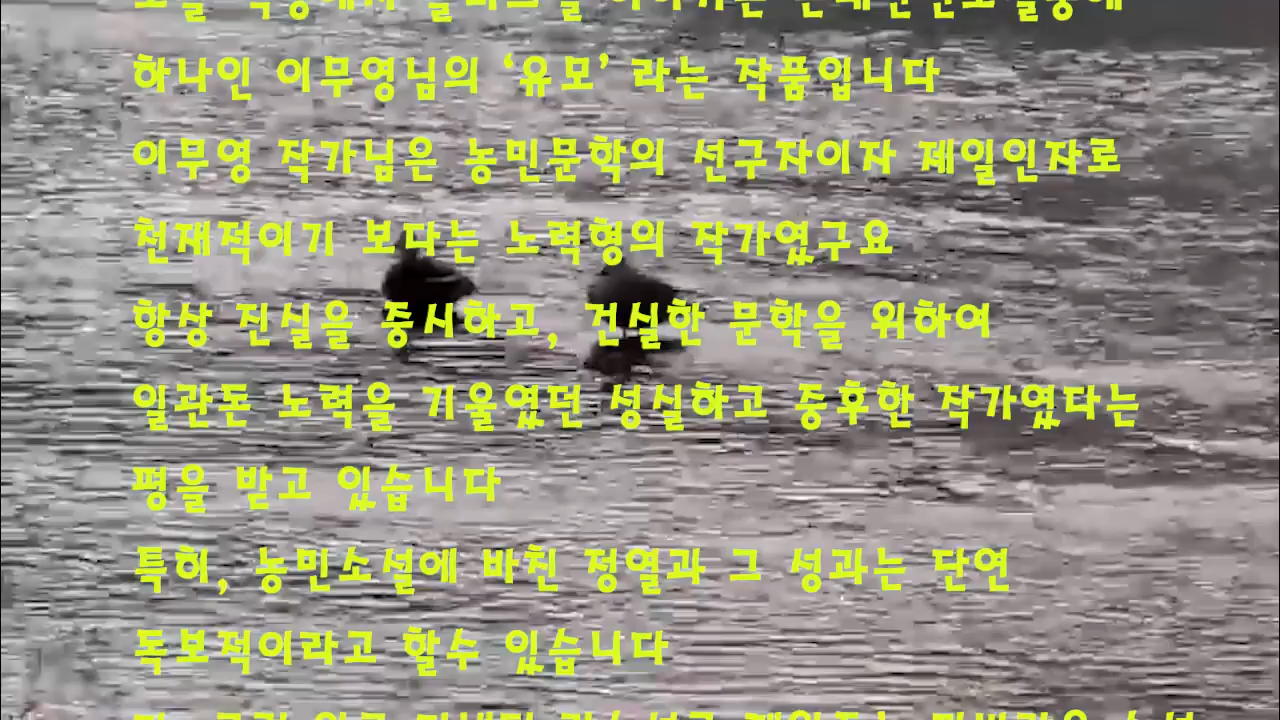 하나인 이무영님의 ‘유모’ 라는 작품입니다
이무영 작가님은 농민문학의 선구자이자 제일인자로
천재적이기 보다는 노력형의 작가였구요
항상 진실을 중시하고, 건실한 문학을 위하여
일관돈 노력을 기울였던 성실하고 중후한 작가였다는
평을 받고 있습니다
특히, 농민소설에 바친 정열과 그 성과는 단연
독보적이라고 할수 있습니다